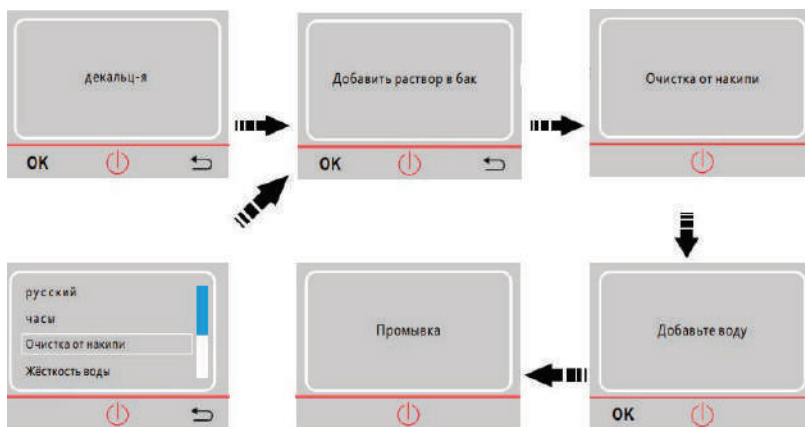 декальц-я
OK
Добавить раствор в бак
OK
Очистка от накипи
русский
часы
Очистка от накипи
Жёсткость воды
Промывка
Добавьте воду
OK